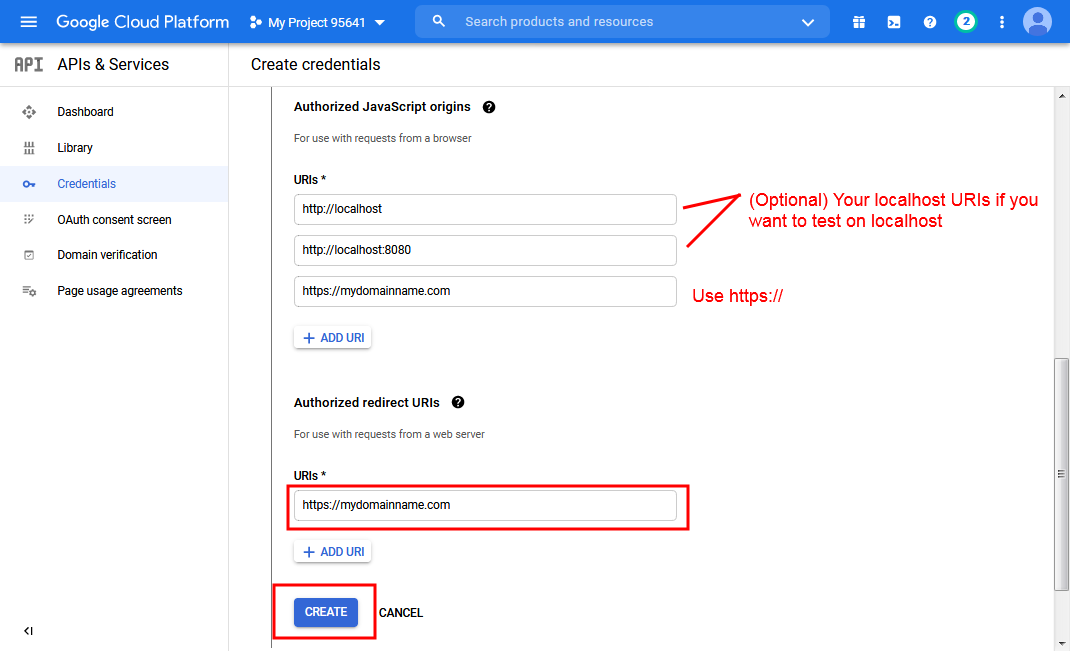 Google Cloud Platform
My Project 95641
Search products and resources
2
API APIs & Services
Create credentials
Dashboard
Library
Credentials
OAuth consent screen
Domain verification
Page usage agreements
Authorized JavaScript origins
For use with requests from a browser
URIs *
http://localhost
http://localhost:8080
https://mydomainname.com
(Optional) Your localhost URIs if you
want to test on localhost
Use https://
+ ADD URI
Authorized redirect URIs
For use with requests from a web server
URIs *
https://mydomainname.com
+ ADD URI
CREATE
CANCEL